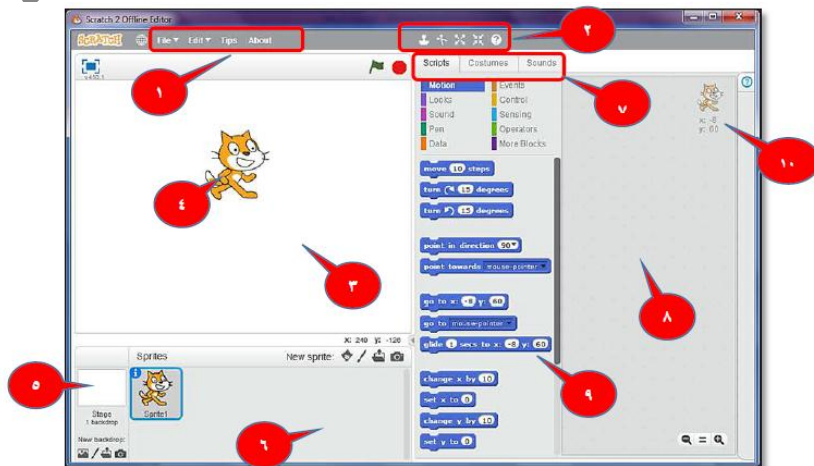 Scratch 2 Offline Editor
SCRATCH File Edit Tips About
٢
١
v450.1
Scripts Costumes Sounds
٧
Motion Events
Looks Control
Sound Sensing
Pen Operators
Data More Blocks
x: -8
y: 60
١٠
move 10 steps
turn 15 degrees
turn 15 degrees
٤
point in direction 90
point towards mouse-pointer
٣
go to x: -8 y: 60
go to mouse-pointer
٨
glide 1 secs to x: -8 y: 60
X: 240 y: -126
Sprites New sprite:
٥
٩
change x by 10
set x to 0
change y by 10
set y to 0
Stage
1 backdrop
Sprite1
New backdrop:
٦